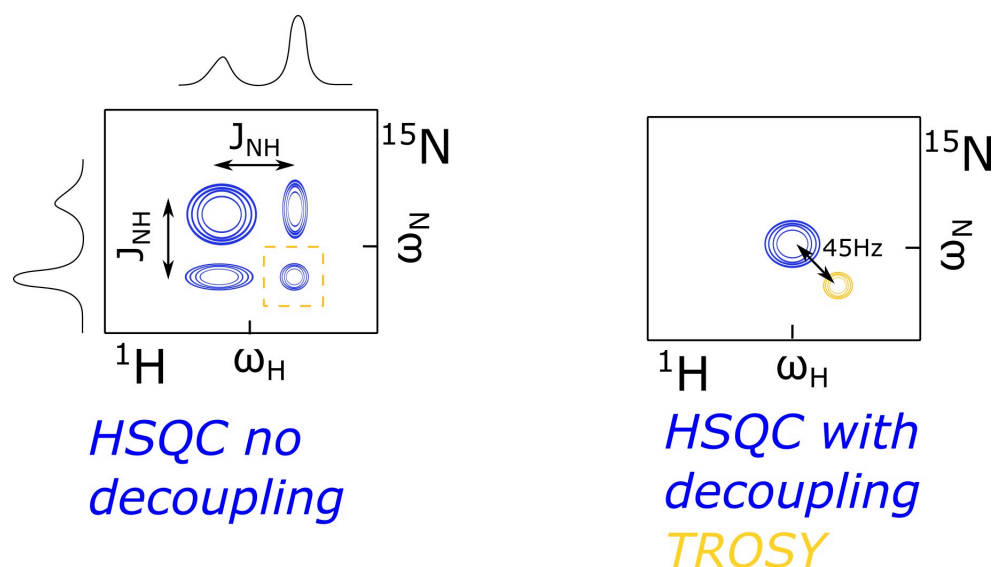 J_NH
¹⁵N
J_NH
ω_N
¹H
ω_H
HSQC no
decoupling
¹⁵N
45Hz
ω_N
¹H
ω_H
HSQC with
decoupling
TROSY